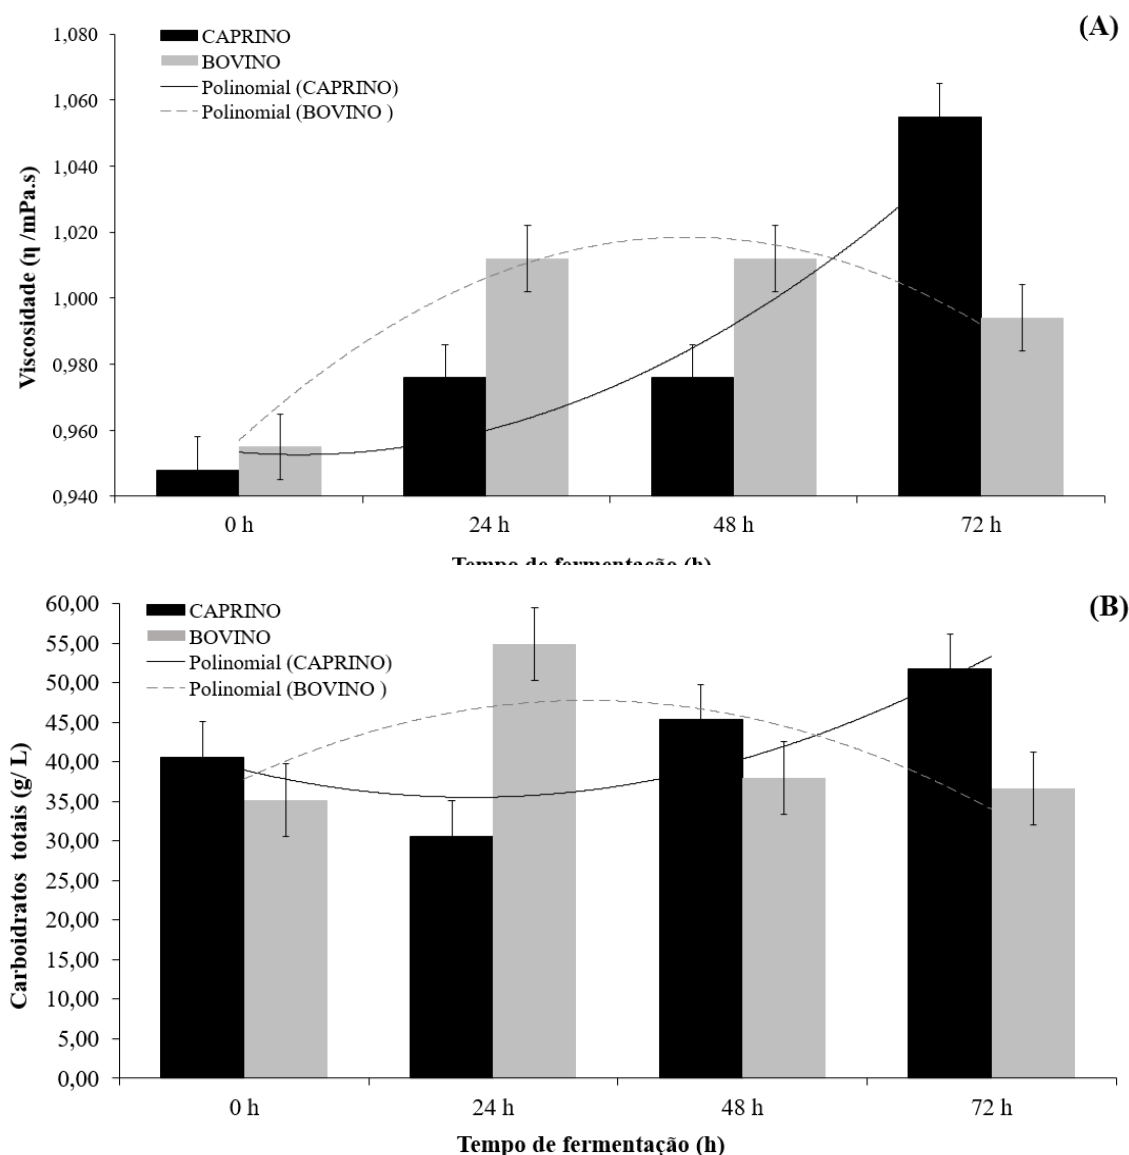 (A)
CAPRINO
BOVINO
Polinomial (CAPRINO)
Polinomial (BOVINO )
Viscosidade (η /mPa.s)
1,080
1,060
1,040
1,020
1,000
0,980
0,960
0,940
0 h
24 h
48 h
72 h
Tempo de fermentação (h)
(B)
CAPRINO
BOVINO
Polinomial (CAPRINO)
Polinomial (BOVINO )
Carboidratos totais (g/ L)
60,00
55,00
50,00
45,00
40,00
35,00
30,00
25,00
20,00
15,00
10,00
5,00
0,00
0 h
24 h
48 h
72 h
Tempo de fermentação (h)